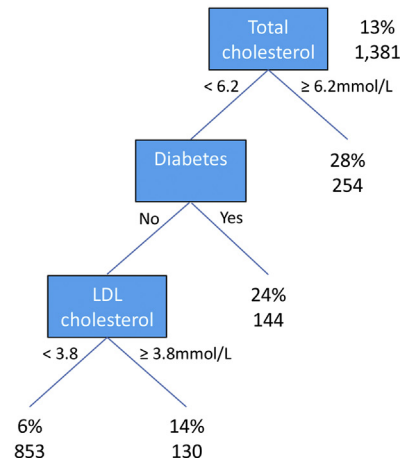 Total
cholesterol
13%
1,381
< 6.2
≥ 6.2mmol/L
Diabetes
28%
254
No
Yes
LDL
cholesterol
24%
144
< 3.8
≥ 3.8mmol/L
6%
853
14%
130